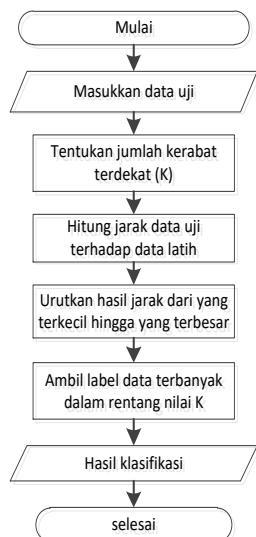 Mulai
Masukkan data uji
Tentukan jumlah kerabat
terdekat (K)
Hitung jarak data uji
terhadap data latih
Urutkan hasil jarak dari yang
terkecil hingga yang terbesar
Ambil label data terbanyak
dalam rentang nilai K
Hasil klasifikasi
selesai